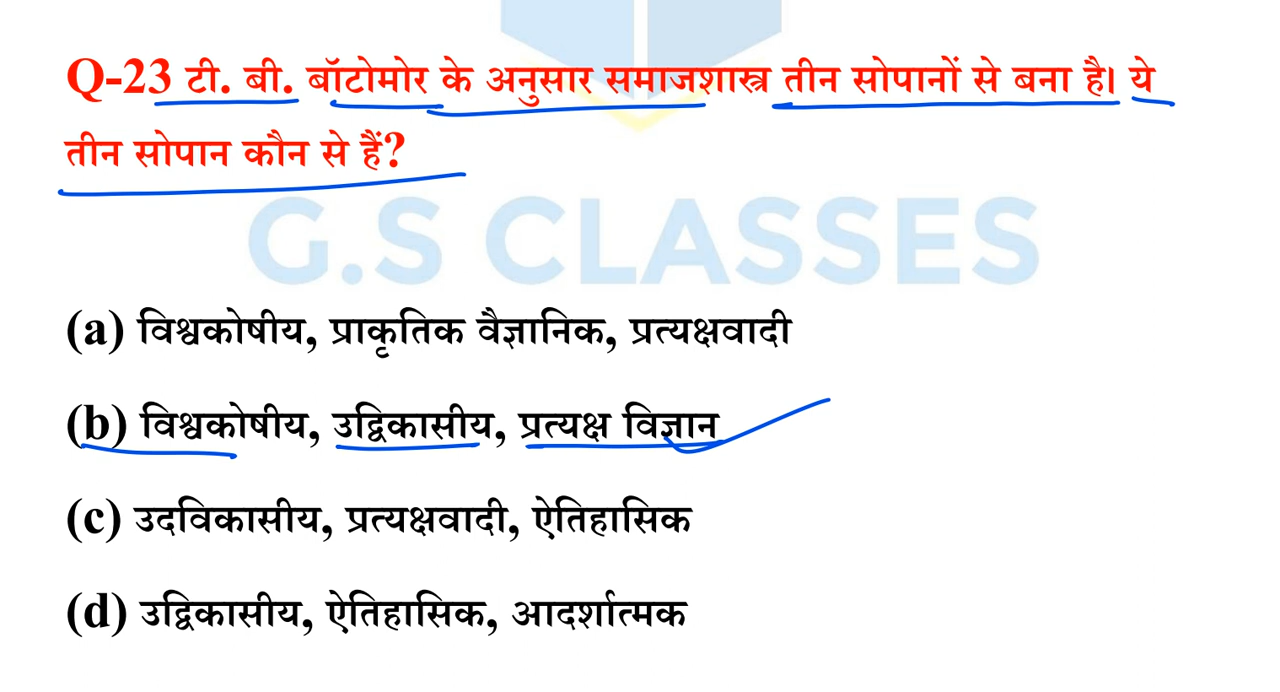 Q-23 टी. बी. बॉटोमोर के अनुसार समाजशास्त्र तीन सोपानों से बना है। ये
तीन सोपान कौन से हैं?
G.S CLASSES
(a) विश्वकोषीय, प्राकृतिक वैज्ञानिक, प्रत्यक्षवादी
(b) विश्वकोषीय, उद्विकासीय, प्रत्यक्ष विज्ञान
(c) उदविकासीय, प्रत्यक्षवादी, ऐतिहासिक
(d) उद्विकासीय, ऐतिहासिक, आदर्शात्मक